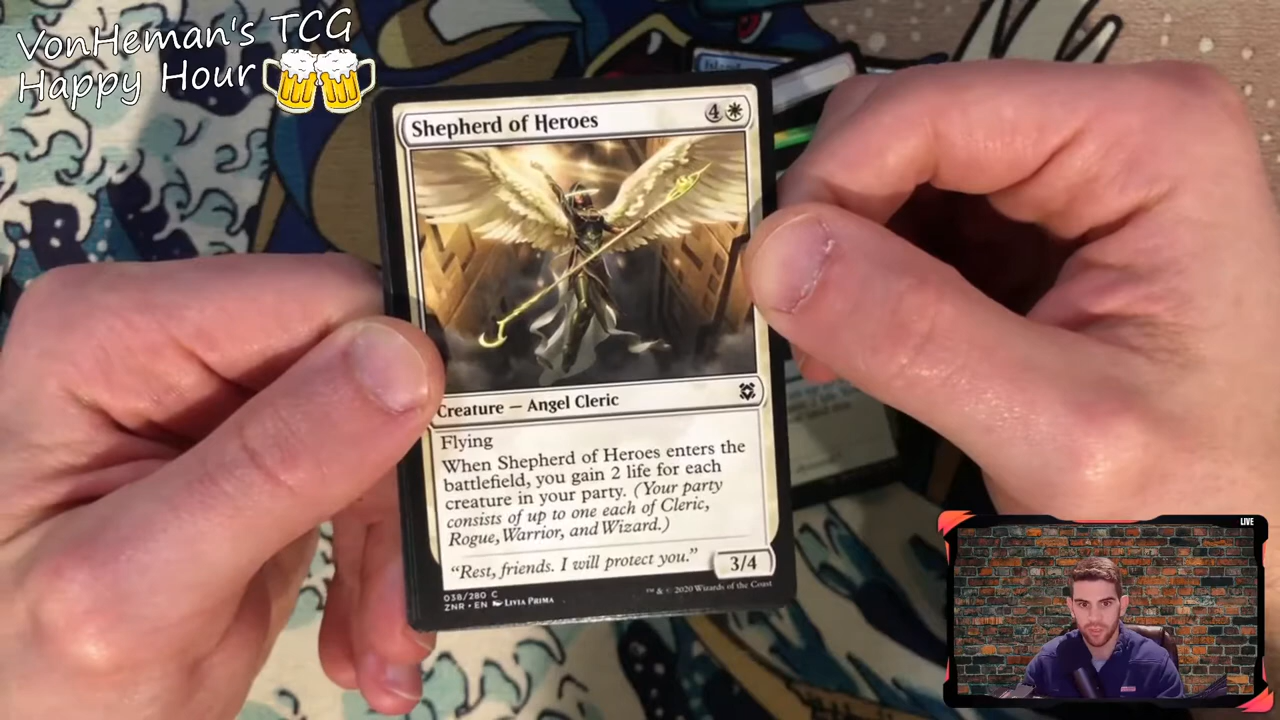 VonHeman's TCG
Happy Hour
Island
Shepherd of Heroes
4
Creature — Angel Cleric
Flying
When Shepherd of Heroes enters the
battlefield, you gain 2 life for each
creature in your party. (Your party
consists of up to one each of Cleric,
Rogue, Warrior, and Wizard.)
"Rest, friends. I will protect you."
3/4
038/280 C
ZNR • EN Livia Prima
™ & © 2020 Wizards of the Coast
LIVE